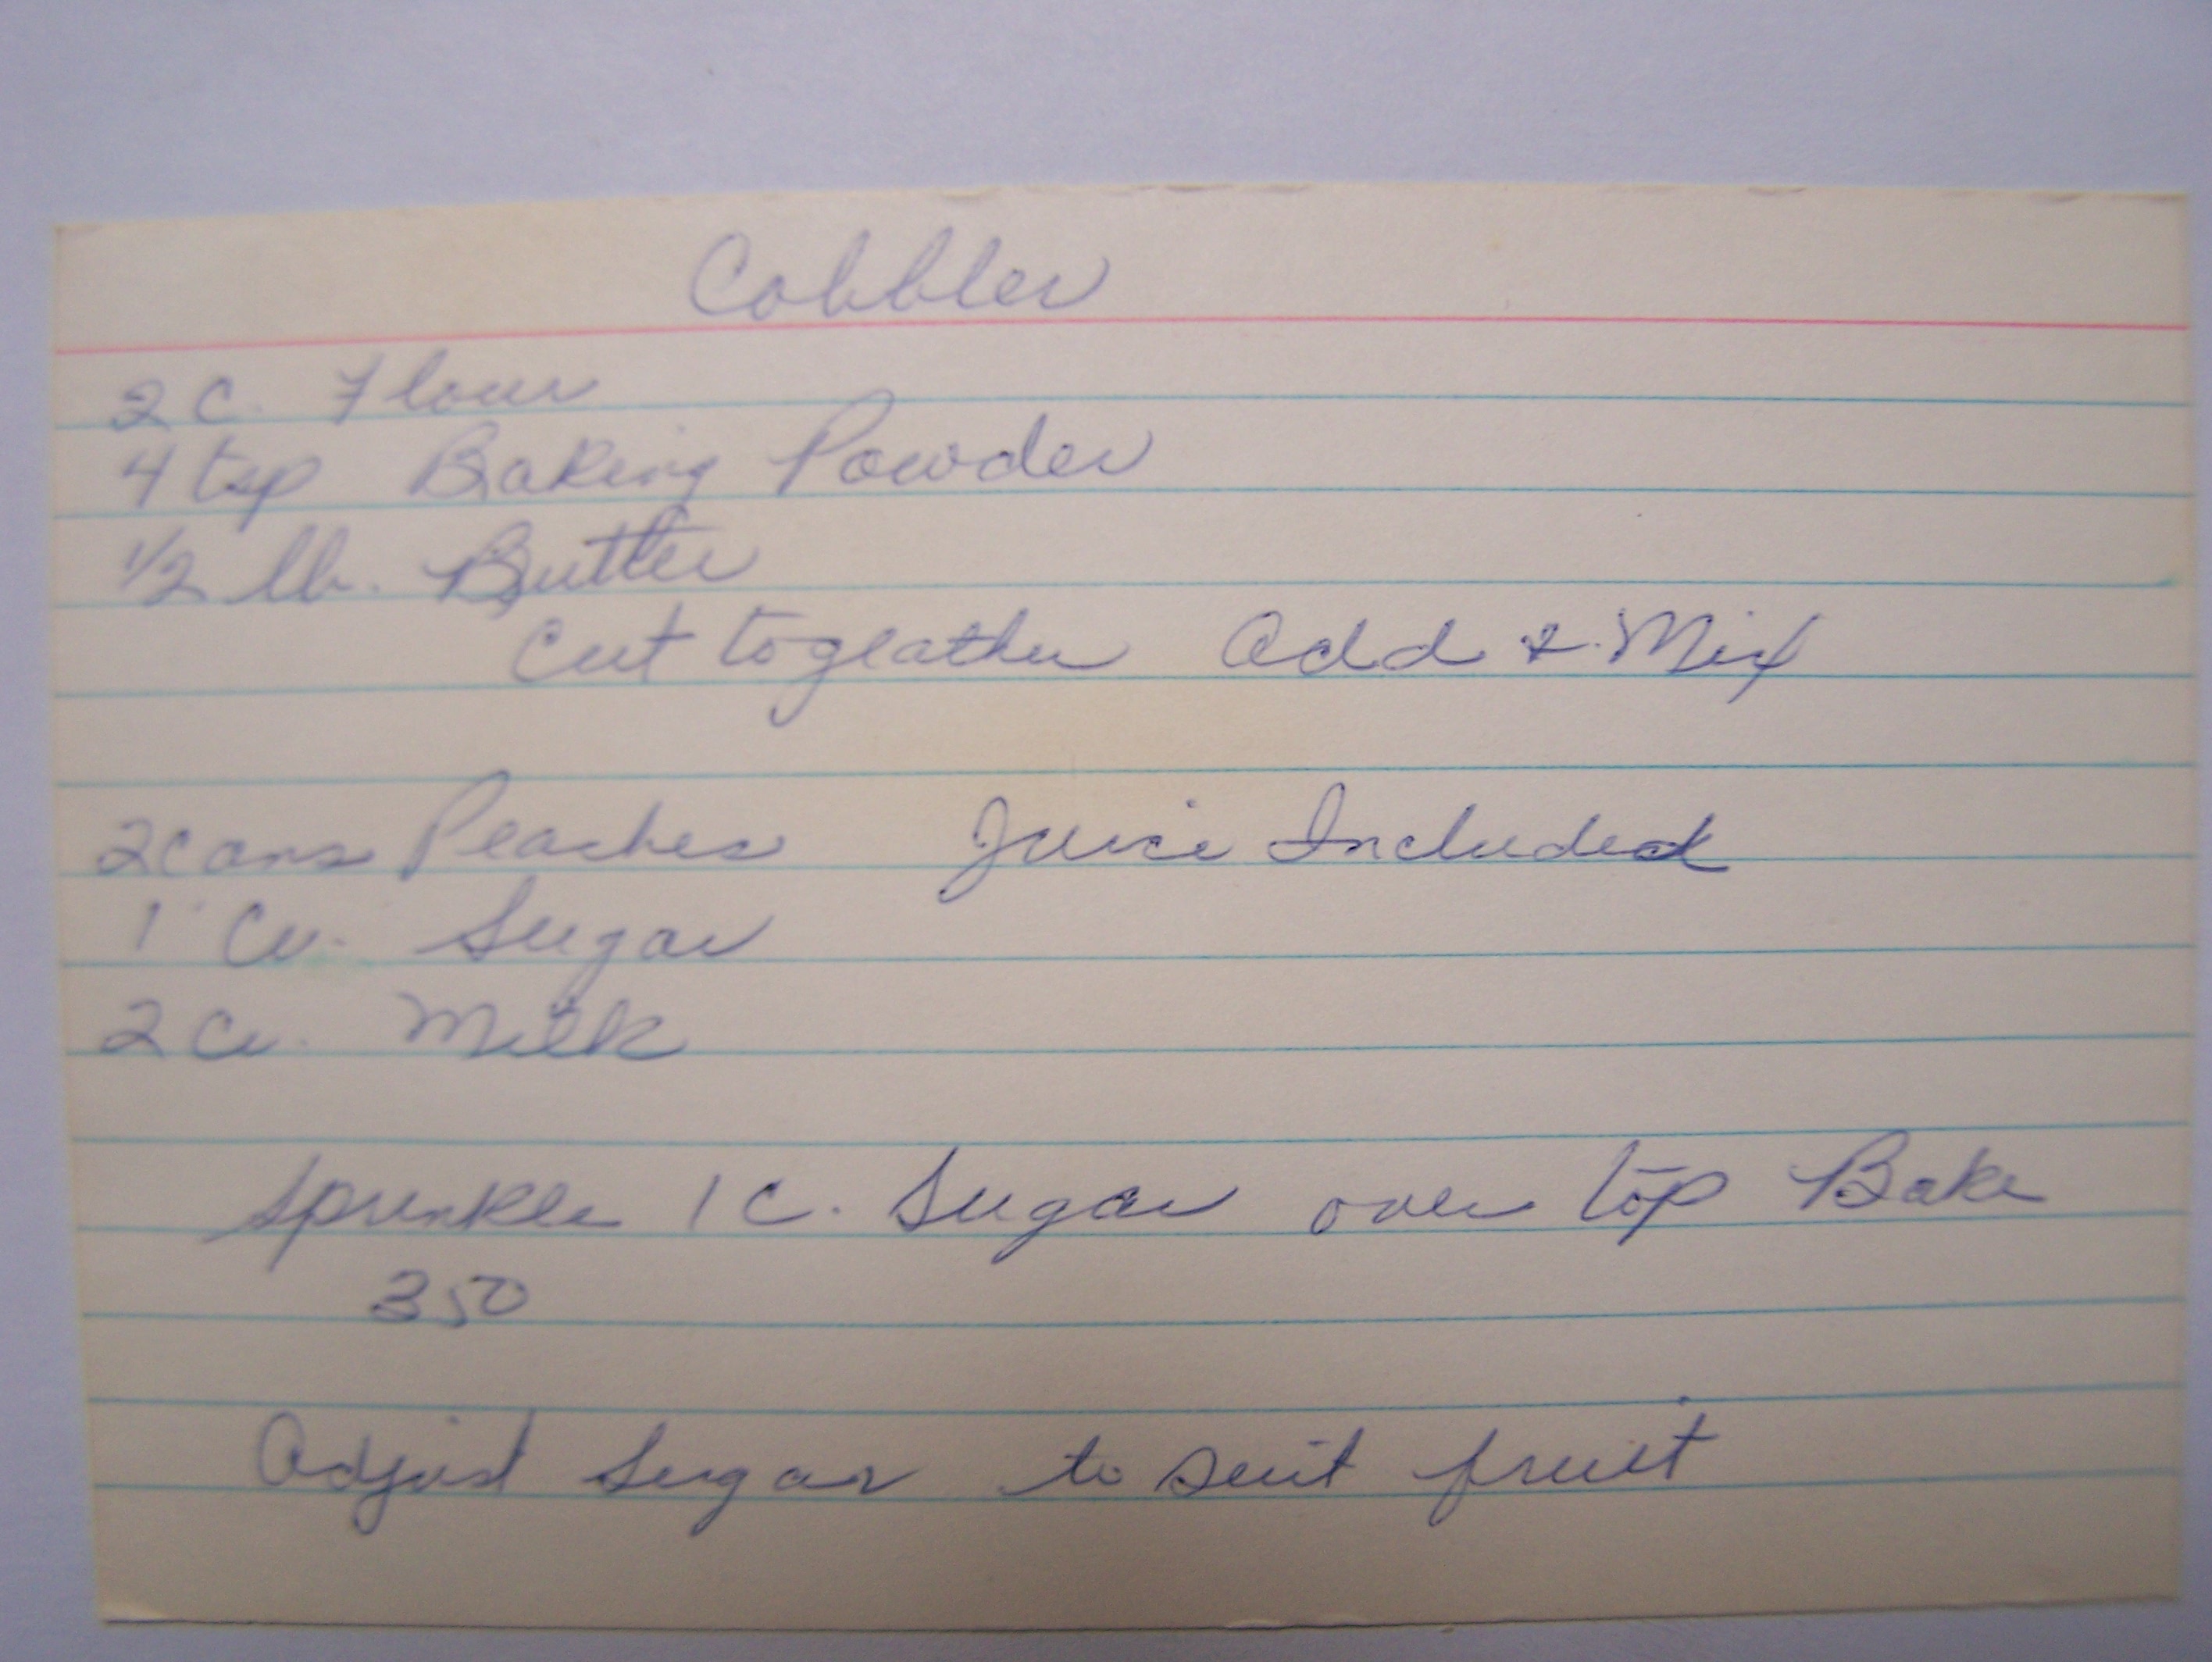 Cobbler
2 C. Flour
4 tsp Baking Powder
1/2 lb. Butter
Cut togeather Add & Mix
2 cans Peaches Juice Included
1 Cu. Sugar
2 Cu. Milk
Sprinkle 1 C. Sugar over top Bake
350
Adjust Sugar to suit fruit